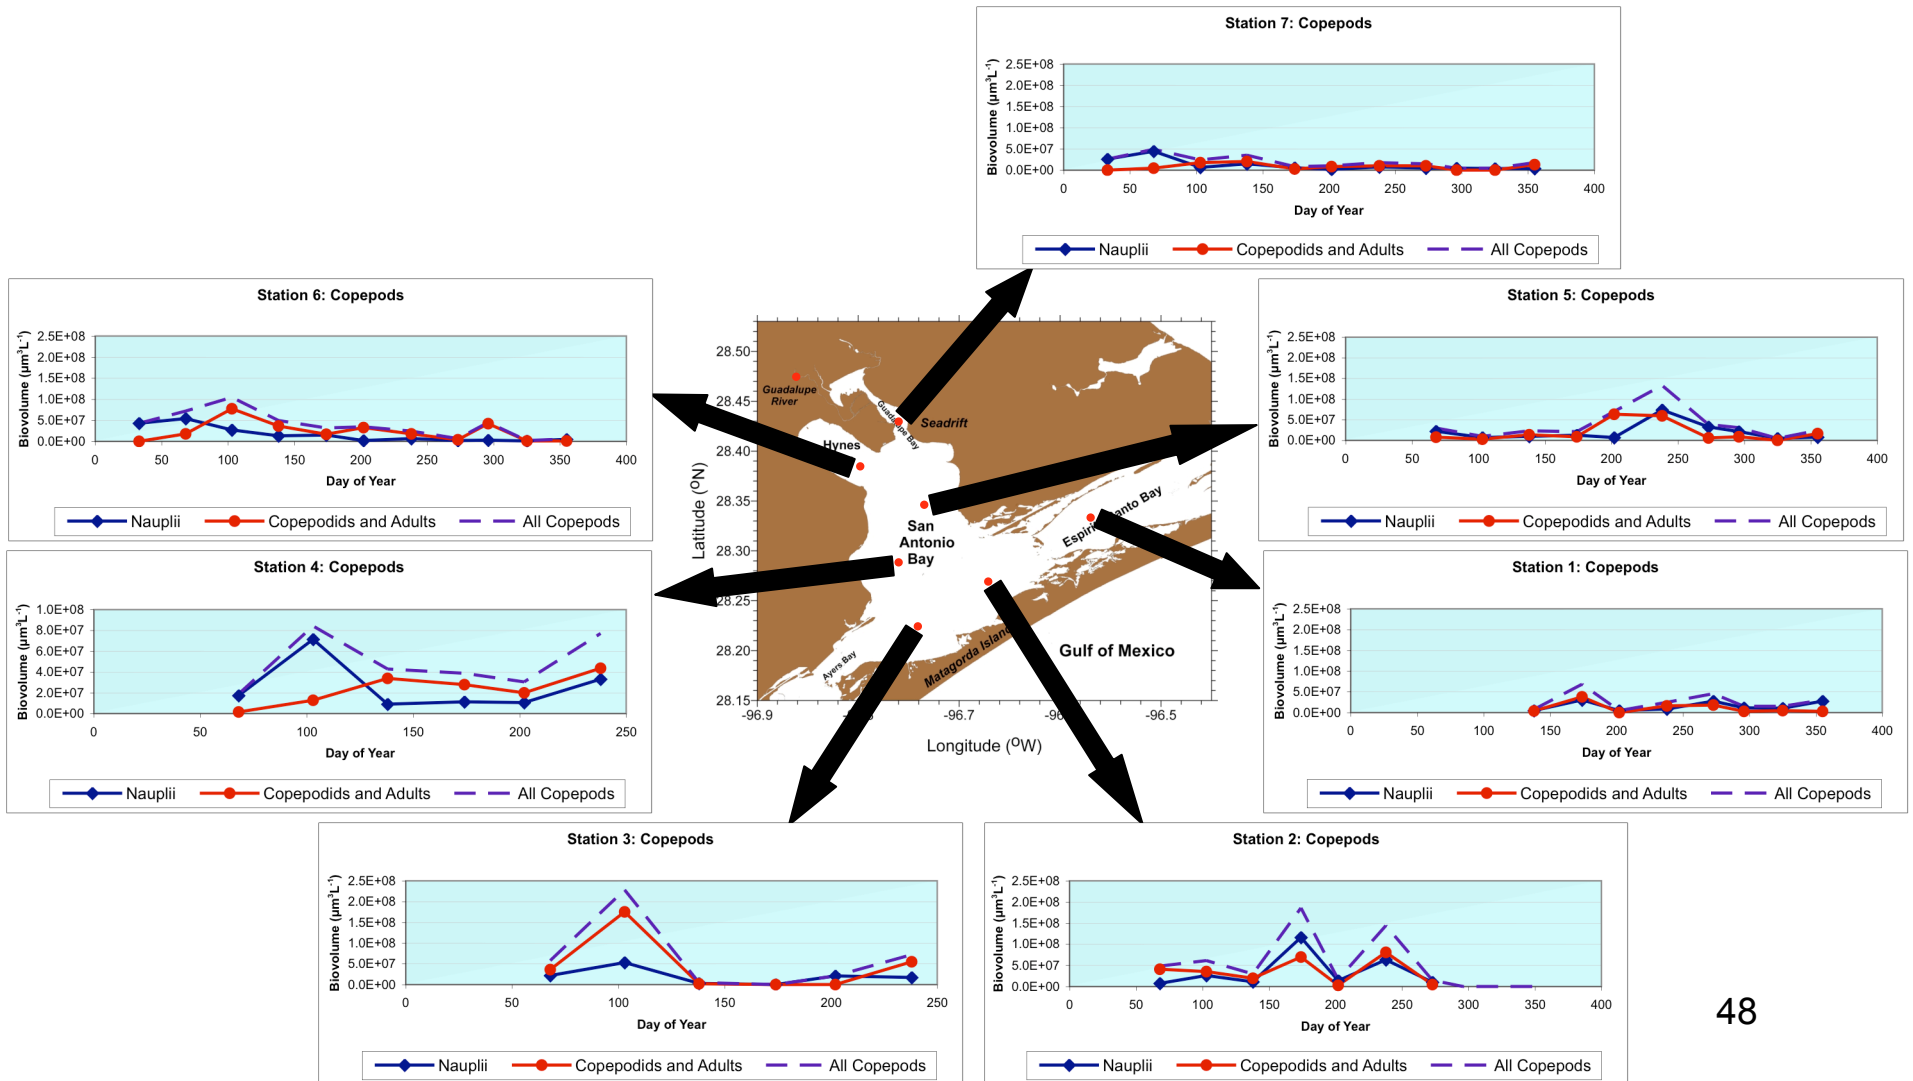 Station 7: Copepods
Biovolume (µm³L⁻¹)
2.5E+08
2.0E+08
1.5E+08
1.0E+08
5.0E+07
0.0E+00
0 50 100 150 200 250 300 350 400
Day of Year
Nauplii Copepodids and Adults All Copepods
Station 6: Copepods
Biovolume (µm³L⁻¹)
2.5E+08
2.0E+08
1.5E+08
1.0E+08
5.0E+07
0.0E+00
0 50 100 150 200 250 300 350 400
Day of Year
Nauplii Copepodids and Adults All Copepods
Station 5: Copepods
Biovolume (µm³L⁻¹)
2.5E+08
2.0E+08
1.5E+08
1.0E+08
5.0E+07
0.0E+00
0 50 100 150 200 250 300 350 400
Day of Year
Nauplii Copepodids and Adults All Copepods
Latitude (ºN)
28.50
28.45
28.40
28.35
28.30
28.25
28.20
28.15
-96.9 -96.7 -96.5
Longitude (ºW)
Guadalupe
River
Guadalupe Bay
Seadrift
Hynes
San
Antonio
Bay
Bay
Ayers Bay
Matagorda Island
Gulf of Mexico
Station 4: Copepods
Biovolume (µm³L⁻¹)
1.0E+08
8.0E+07
6.0E+07
4.0E+07
2.0E+07
0.0E+00
0 50 100 150 200 250
Day of Year
Nauplii Copepodids and Adults All Copepods
Station 1: Copepods
Biovolume (µm³L⁻¹)
2.5E+08
2.0E+08
1.5E+08
1.0E+08
5.0E+07
0.0E+00
0 50 100 150 200 250 300 350 400
Day of Year
Nauplii Copepodids and Adults All Copepods
Station 3: Copepods
Biovolume (µm³L⁻¹)
2.5E+08
2.0E+08
1.5E+08
1.0E+08
5.0E+07
0.0E+00
0 50 100 150 200 250
Day of Year
Nauplii Copepodids and Adults All Copepods
Station 2: Copepods
Biovolume (µm³L⁻¹)
2.5E+08
2.0E+08
1.5E+08
1.0E+08
5.0E+07
0.0E+00
0 50 100 150 200 250 300 350 400
Day of Year
Nauplii Copepodids and Adults All Copepods
48